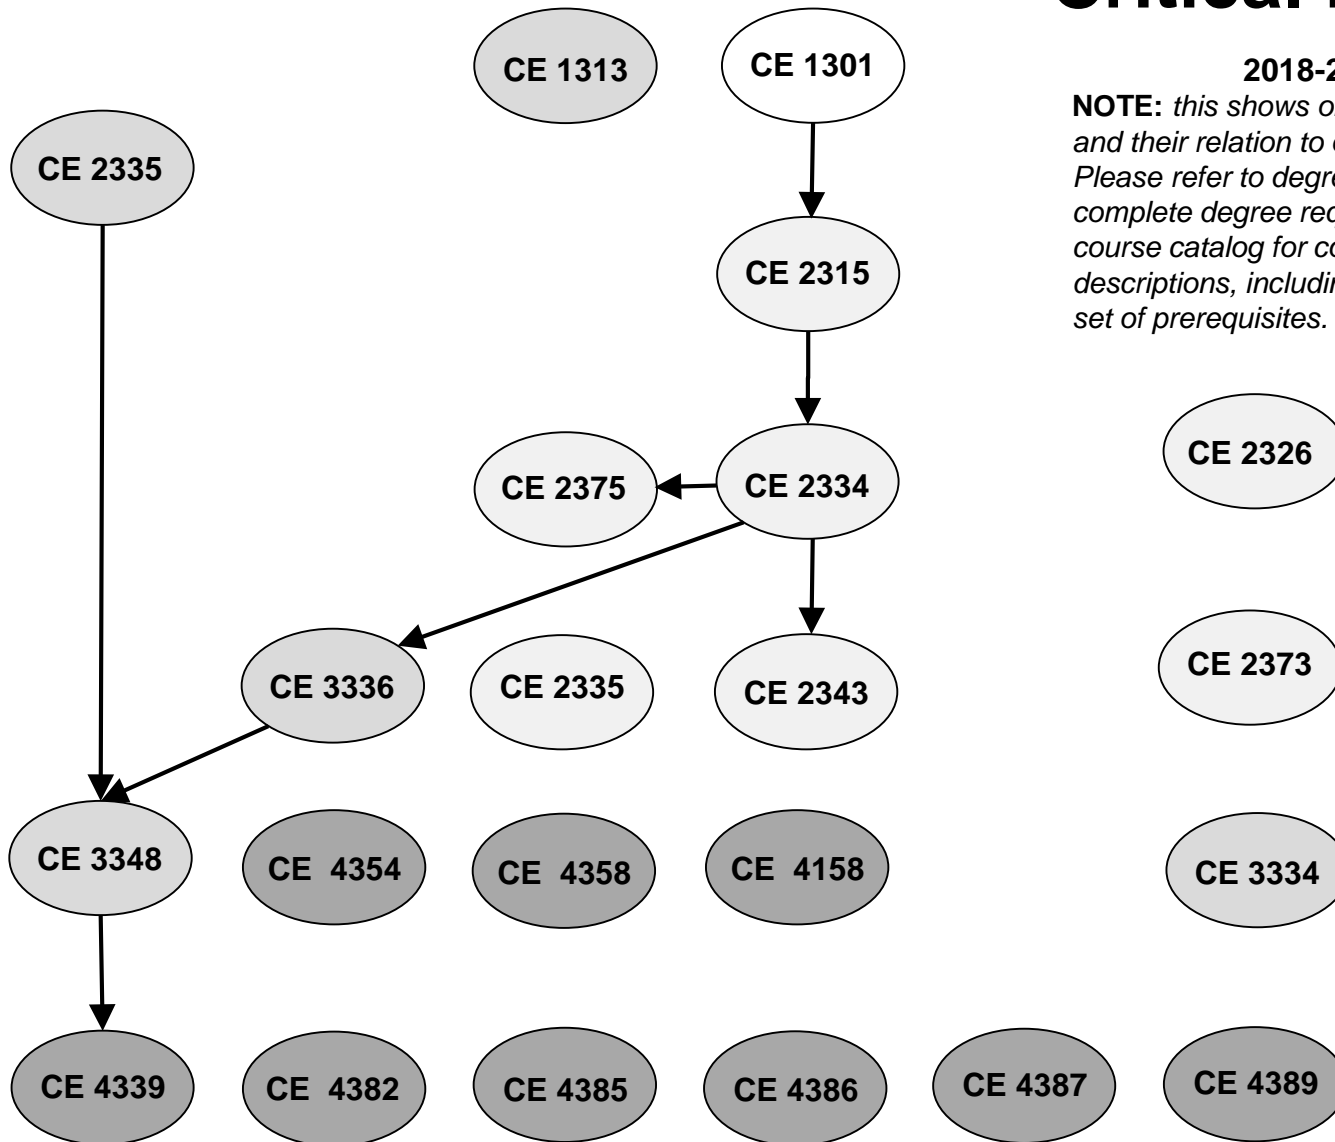 CE 1313
CE 1301
2018-2
NOTE: this shows o
and their relation to
Please refer to degre
complete degree req
course catalog for co
descriptions, includin
set of prerequisites.
CE 2335
CE 2315
CE 2326
CE 2375
CE 2334
CE 2373
CE 3336
CE 2335
CE 2343
CE 3348
CE 4354
CE 4358
CE 4158
CE 3334
CE 4339
CE 4382
CE 4385
CE 4386
CE 4387
CE 4389